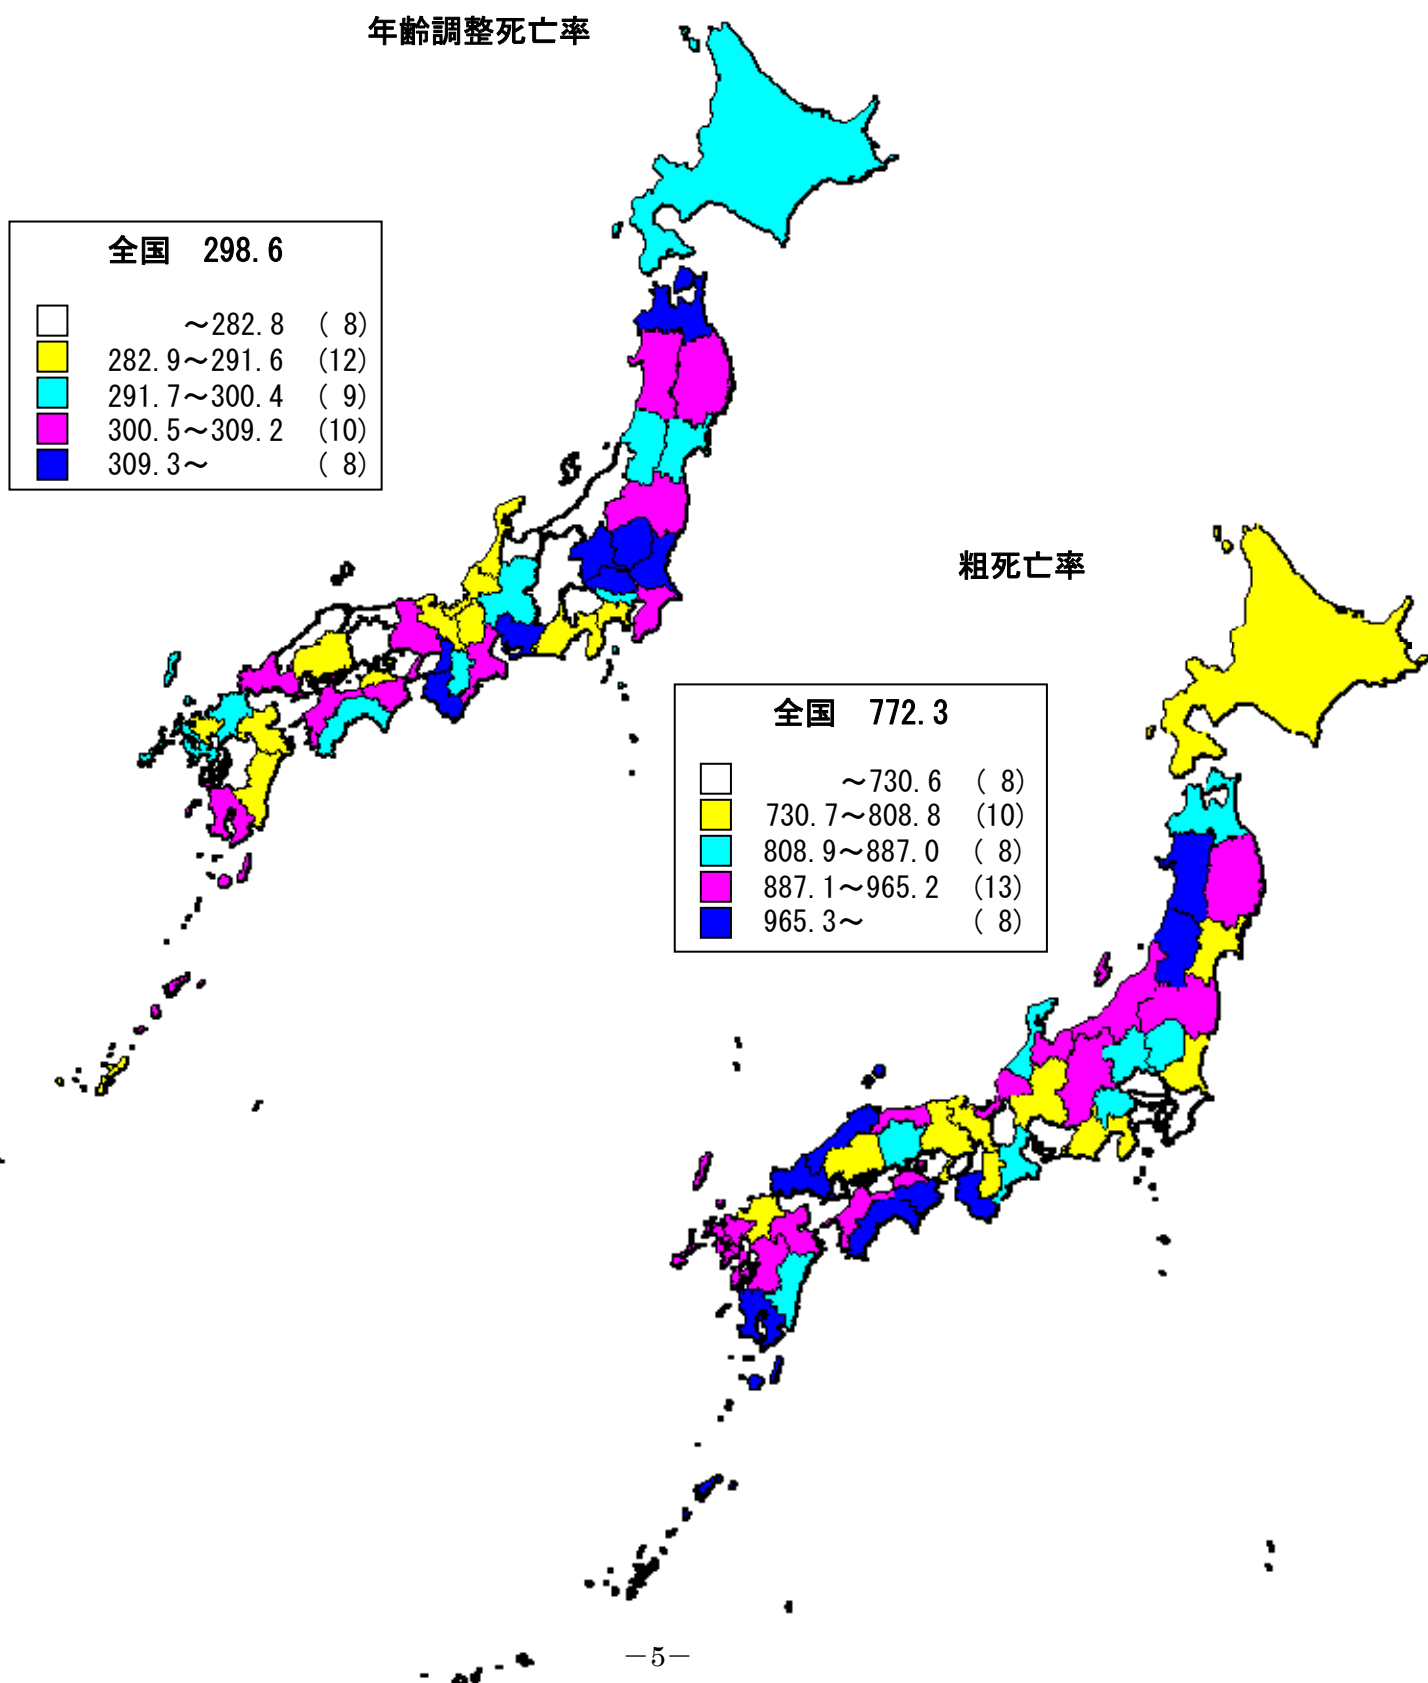 年齢調整死亡率
全国　298.6
～282.8　( 8)
282.9～291.6　(12)
291.7～300.4　( 9)
300.5～309.2　(10)
309.3～　( 8)
粗死亡率
全国　772.3
～730.6　( 8)
730.7～808.8　(10)
808.9～887.0　( 8)
887.1～965.2　(13)
965.3～　( 8)
－5－